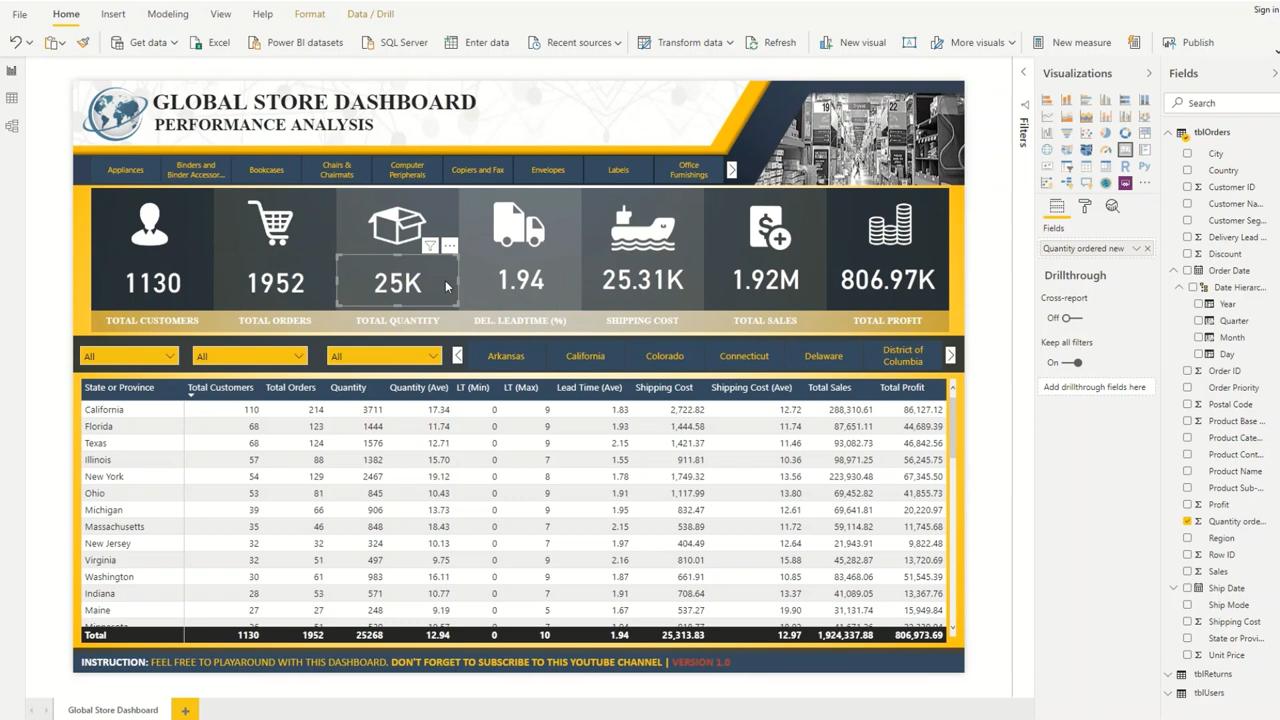 Sign in
File Home Insert Modeling View Help Format Data / Drill
Get data Excel Power BI datasets SQL Server Enter data Recent sources Transform data Refresh New visual More visuals New measure Publish
GLOBAL STORE DASHBOARD
PERFORMANCE ANALYSIS
Appliances
Binders and
Binder Accessor...
Bookcases
Chairs &
Chairmats
Computer
Peripherals
Copiers and Fax
Envelopes
Labels
Office
Furnishings
1130 1952 25K 1.94 25.31K 1.92M 806.97K
TOTAL CUSTOMERS TOTAL ORDERS TOTAL QUANTITY DEL. LEADTIME (%) SHIPPING COST TOTAL SALES TOTAL PROFIT
All All All
Arkansas California Colorado Connecticut Delaware
District of
Columbia
State or Province Total Customers Total Orders Quantity Quantity (Ave) LT (Min) LT (Max) Lead Time (Ave) Shipping Cost Shipping Cost (Ave) Total Sales Total Profit
California 110 214 3711 17.34 0 9 1.83 2,722.82 12.72 288,310.61 86,127.12
Florida 68 123 1444 11.74 0 9 1.93 1,444.58 11.74 87,651.11 44,689.39
Texas 68 124 1576 12.71 0 9 2.15 1,421.37 11.46 93,082.73 46,842.56
Illinois 57 88 1382 15.70 0 7 1.55 911.81 10.36 98,971.25 56,245.75
New York 54 129 2467 19.12 0 8 1.78 1,749.32 13.56 223,930.48 67,345.50
Ohio 53 81 845 10.43 0 9 1.91 1,117.99 13.80 69,452.82 41,855.73
Michigan 39 66 906 13.73 0 9 1.95 832.47 12.61 69,641.81 20,220.97
Massachusetts 35 46 848 18.43 0 7 2.15 538.89 11.72 59,114.82 11,745.68
New Jersey 32 32 324 10.13 0 7 1.97 404.49 12.64 21,943.91 9,822.48
Virginia 32 51 497 9.75 0 9 2.16 810.01 15.88 45,282.87 13,720.69
Washington 30 61 983 16.11 0 9 1.87 661.91 10.85 83,468.06 51,545.39
Indiana 28 53 571 10.77 0 7 1.91 708.64 13.37 41,089.05 13,367.76
Maine 27 27 248 9.19 0 5 1.67 537.27 19.90 31,131.74 15,949.84
Total 1130 1952 25268 12.94 0 10 1.94 25,313.83 12.97 1,924,337.88 806,973.69
INSTRUCTION: FEEL FREE TO PLAYAROUND WITH THIS DASHBOARD. DON'T FORGET TO SUBSCRIBE TO THIS YOUTUBE CHANNEL | VERSION 1.0
Global Store Dashboard
Filters
Visualizations
Fields
Quantity ordered new
Drillthrough
Cross-report
Off
Keep all filters
On
Add drillthrough fields here
Fields
Search
tblOrders
City
Country
Customer ID
Customer Na...
Customer Seg...
Delivery Lead ...
Discount
Order Date
Date Hierarc...
Year
Quarter
Month
Day
Order ID
Order Priority
Postal Code
Product Base ...
Product Cate...
Product Cont...
Product Name
Product Sub-...
Profit
Quantity orde...
Region
Row ID
Sales
Ship Date
Ship Mode
Shipping Cost
State or Provi...
Unit Price
tblReturns
tblUsers